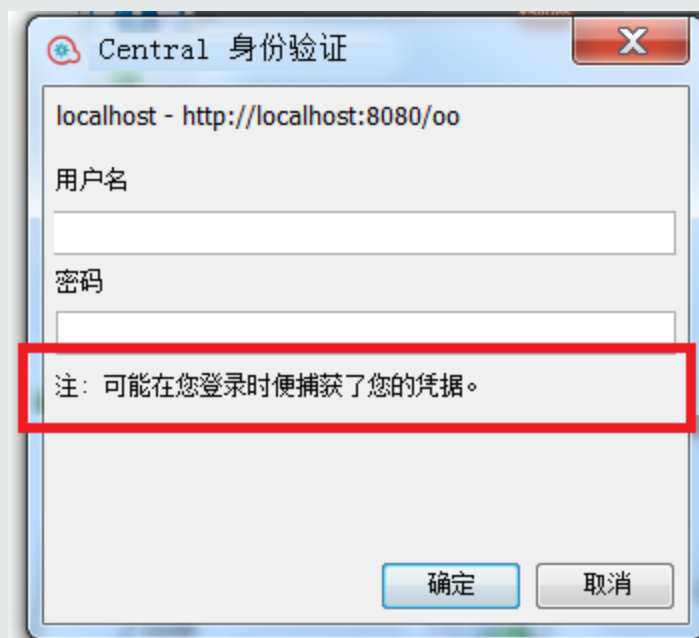 Central 身份验证
localhost - http://localhost:8080/oo
用户名
密码
注: 可能在您登录时便捕获了您的凭据。
确定
取消